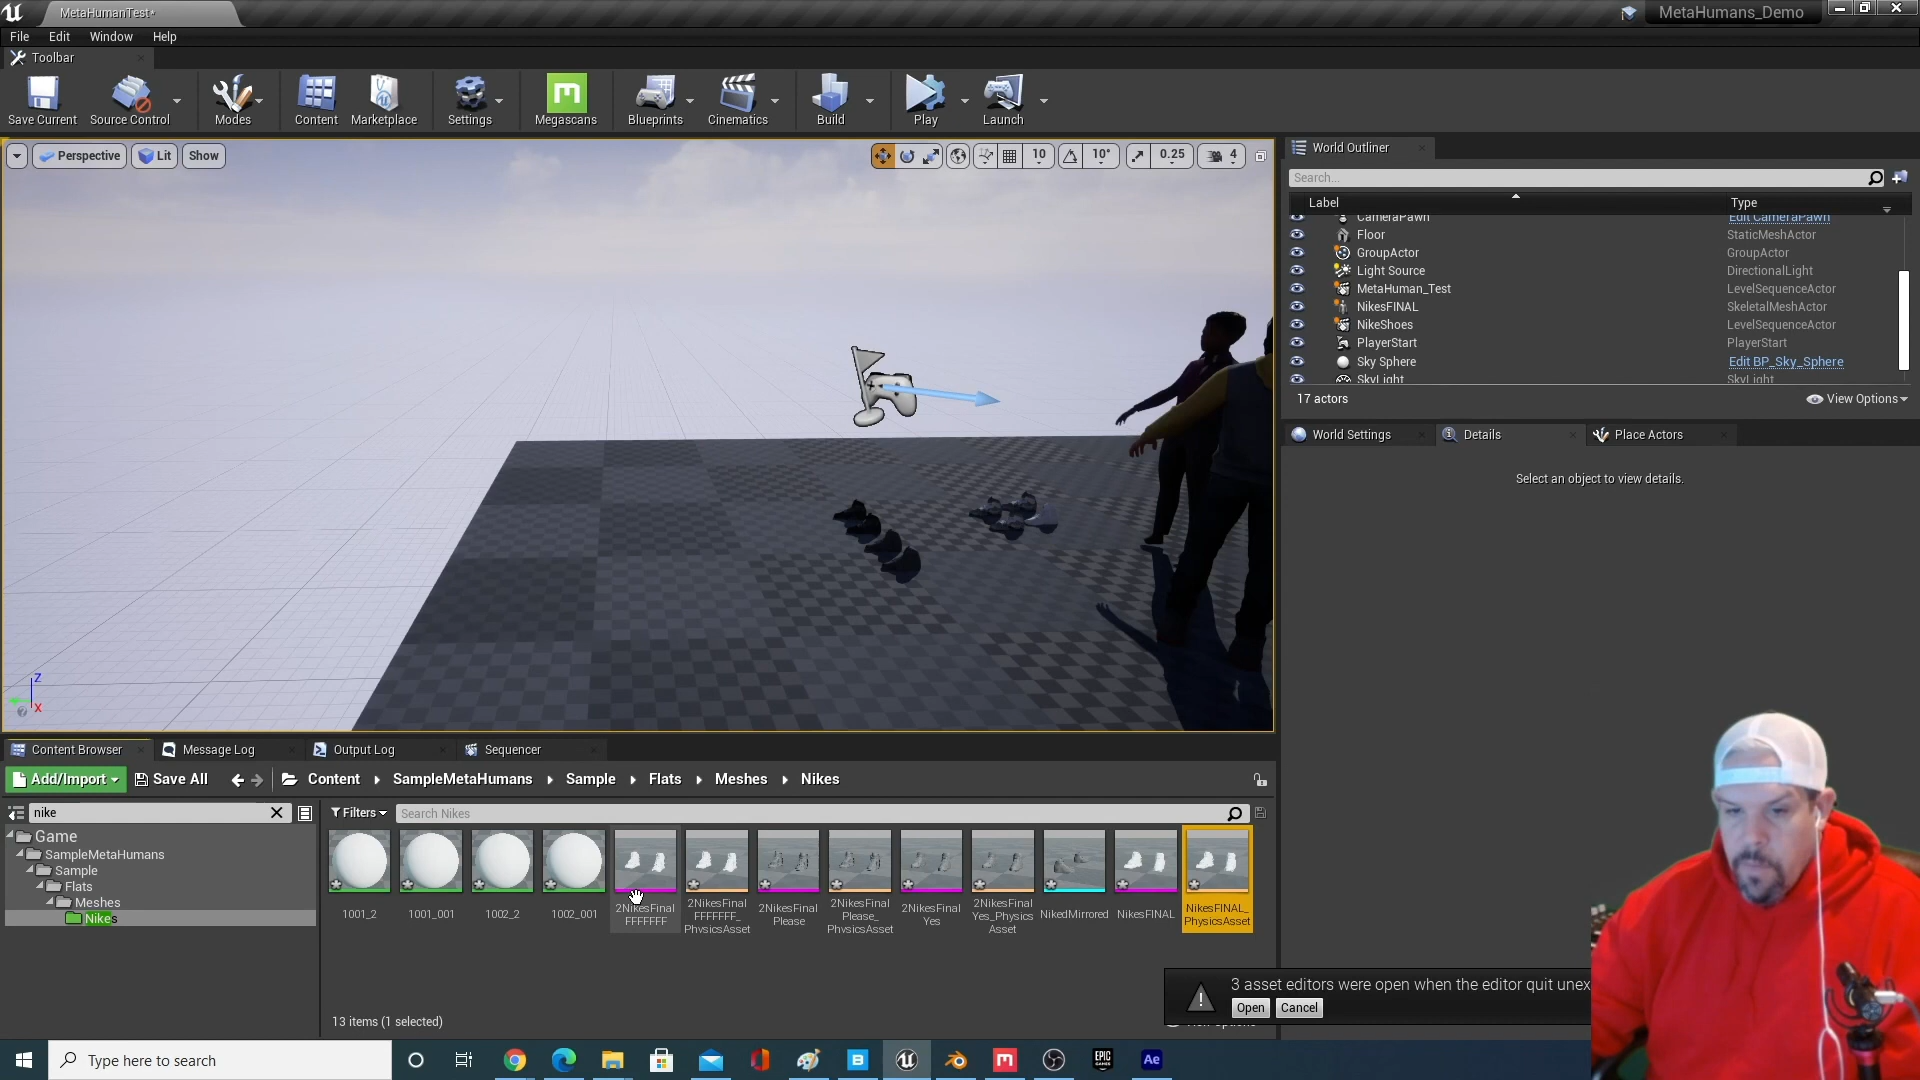 MetaHumanTest*
MetaHumans_Demo
File Edit Window Help
Toolbar
Save Current Source Control Modes Content Marketplace Settings Megascans Blueprints Cinematics Build Play Launch
Perspective Lit Show 10 10° 0.25 4
World Outliner
Search...
Label Type
CameraPawn Edit CameraPawn
Floor StaticMeshActor
GroupActor GroupActor
Light Source DirectionalLight
MetaHuman_Test LevelSequenceActor
NikesFINAL SkeletalMeshActor
NikeShoes LevelSequenceActor
PlayerStart PlayerStart
Sky Sphere Edit BP_Sky_Sphere
SkyLight SkyLight
17 actors View Options
World Settings Details Place Actors
Select an object to view details.
Z
X
Content Browser Message Log Output Log Sequencer
Add/Import Save All Content SampleMetaHumans Sample Flats Meshes Nikes
nike
Filters Search Nikes
Game
SampleMetaHumans
Sample
Flats
Meshes
Nikes
1001_2
1001_001
1002_2
1002_001
2NikesFinal
FFFFFFF
2NikesFinal
FFFFFFF_
PhysicsAsset
2NikesFinal
Please
2NikesFinal
Please_
PhysicsAsset
2NikesFinal
Yes
2NikesFinal
Yes_Physics
Asset
NikedMirrored
NikesFINAL
NikesFINAL_
PhysicsAsset
13 items (1 selected)
3 asset editors were open when the editor quit unex
Open Cancel
View Options
Type here to search
EPIC
GAMES
Ae